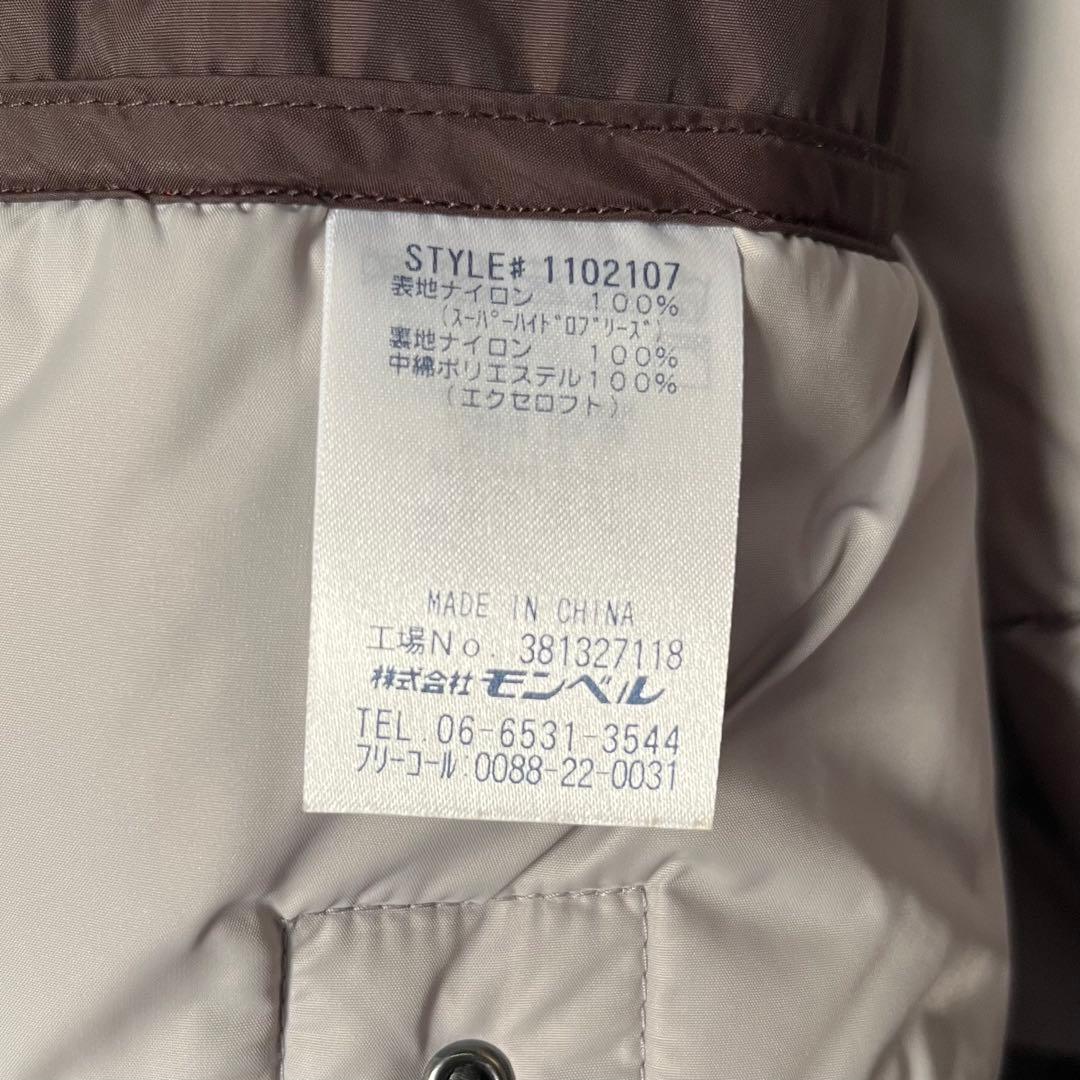 STYLE# 1102107
表地ナイロン 100%
(スーパーハイドロブリーズ)
裏地ナイロン 100%
中綿ポリエステル100%
(エクセロフト)
MADE IN CHINA
工場No. 381327118
株式会社モンベル
TEL.06-6531-3544
フリーコール:0088-22-0031